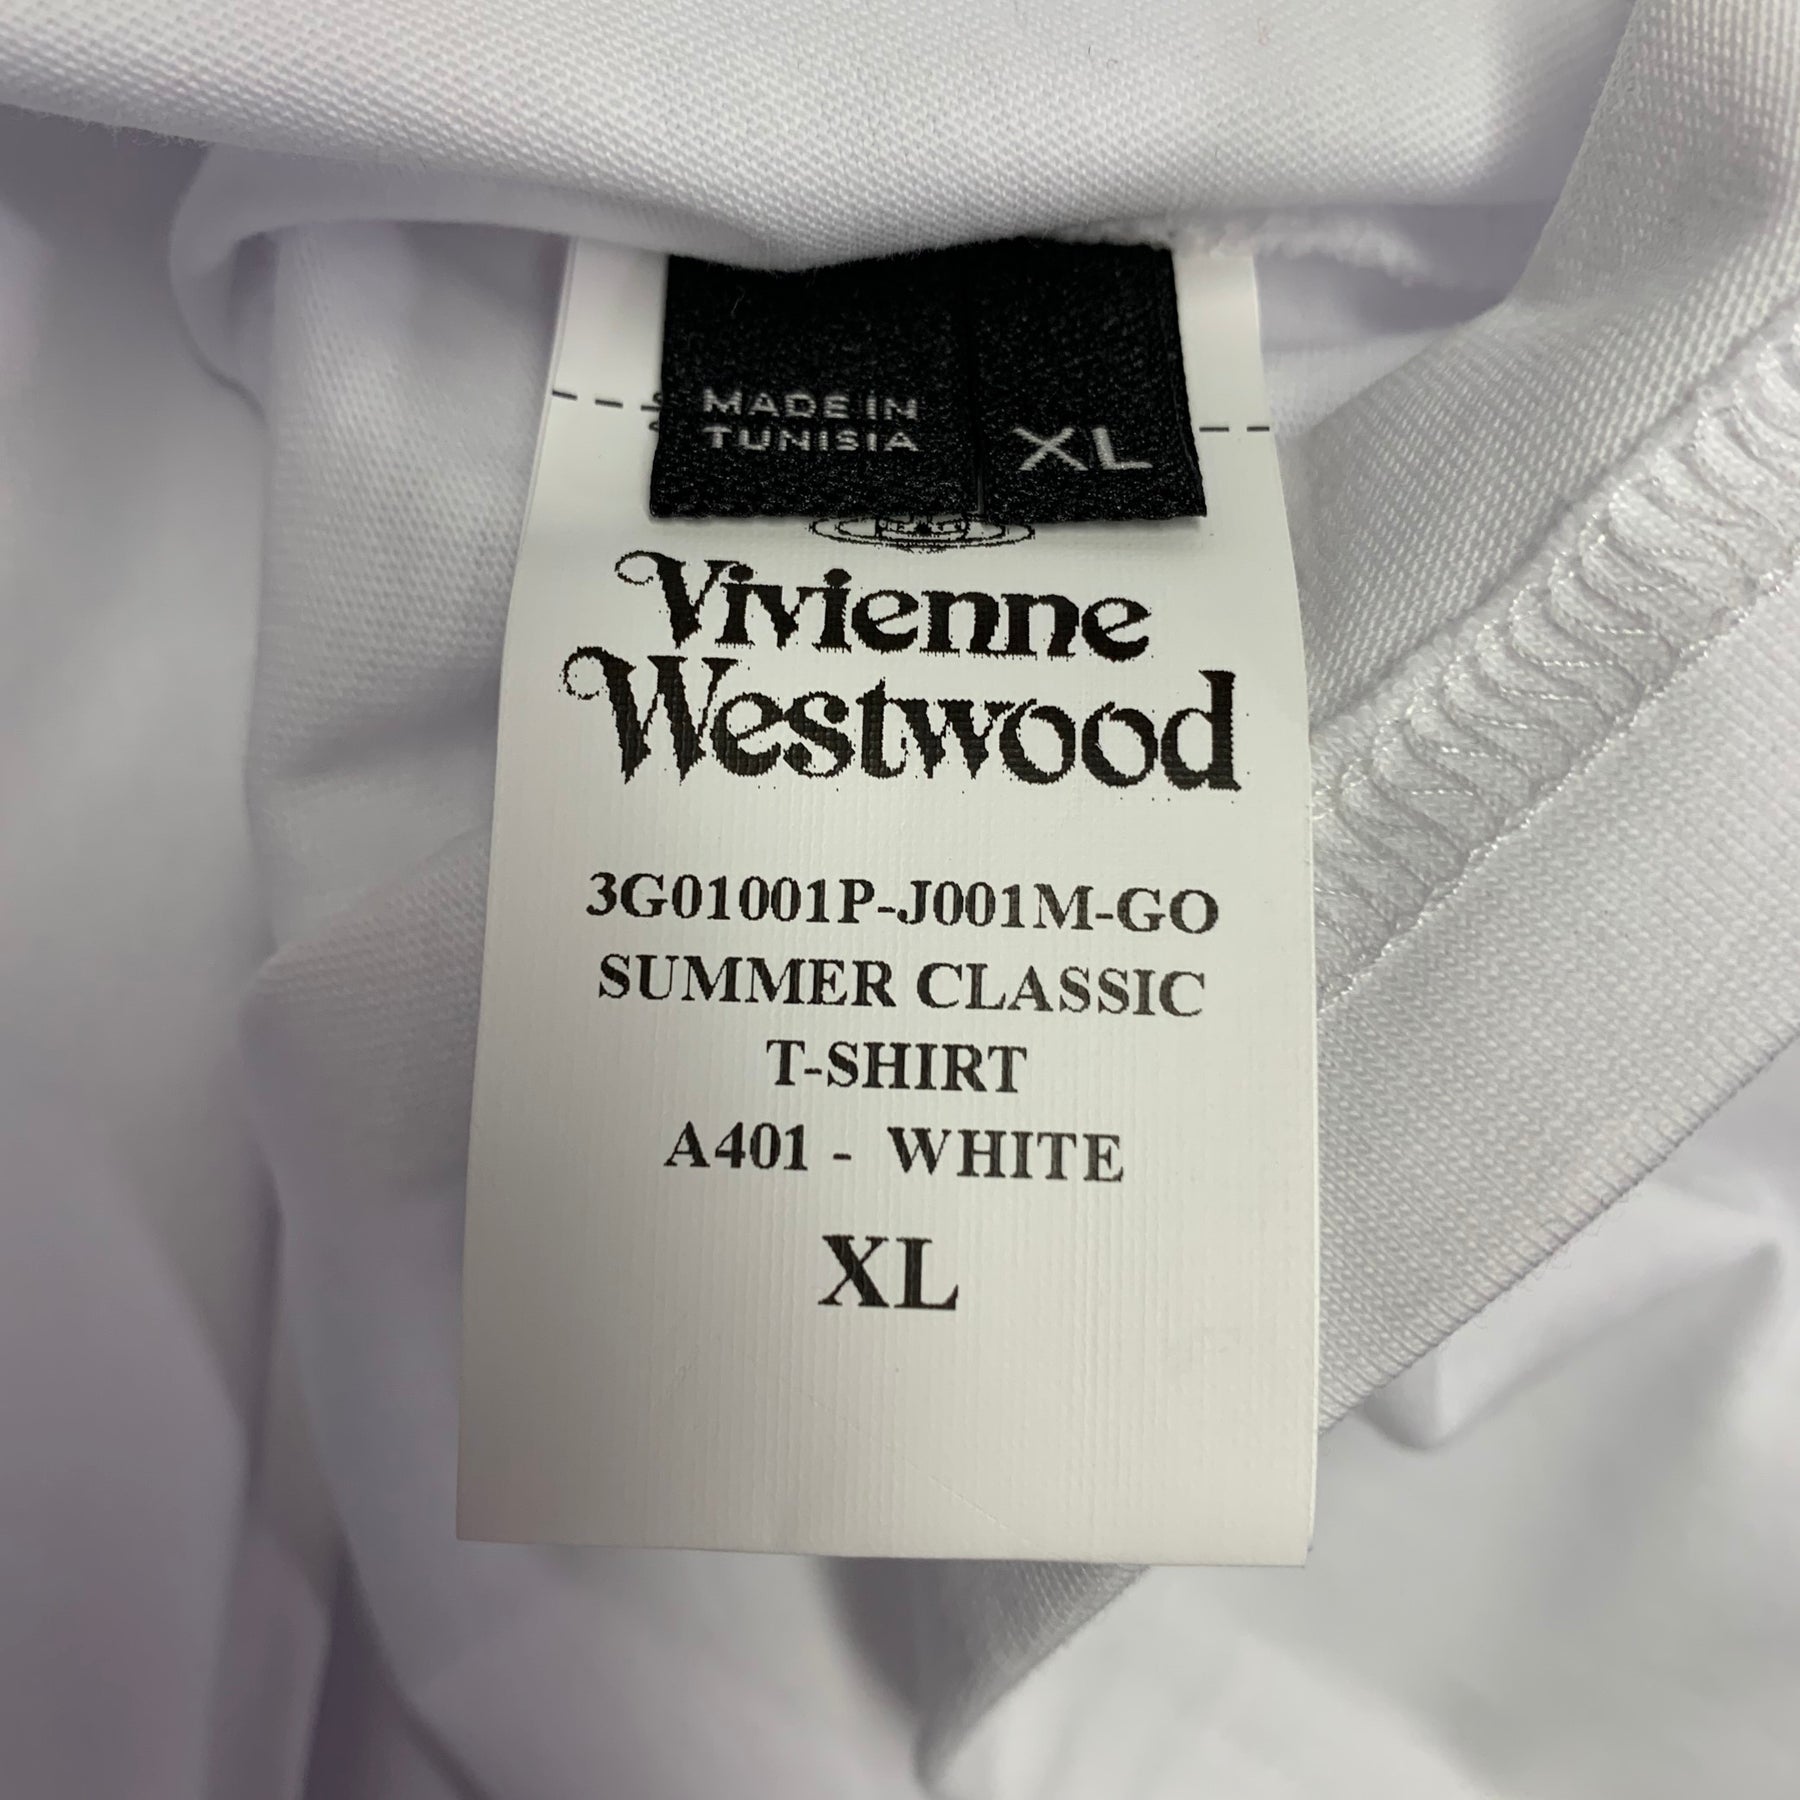 MADE IN
TUNISIA
XL
Vivienne
Westwood
3G01001P-J001M-GO
SUMMER CLASSIC
T-SHIRT
A401 - WHITE
XL